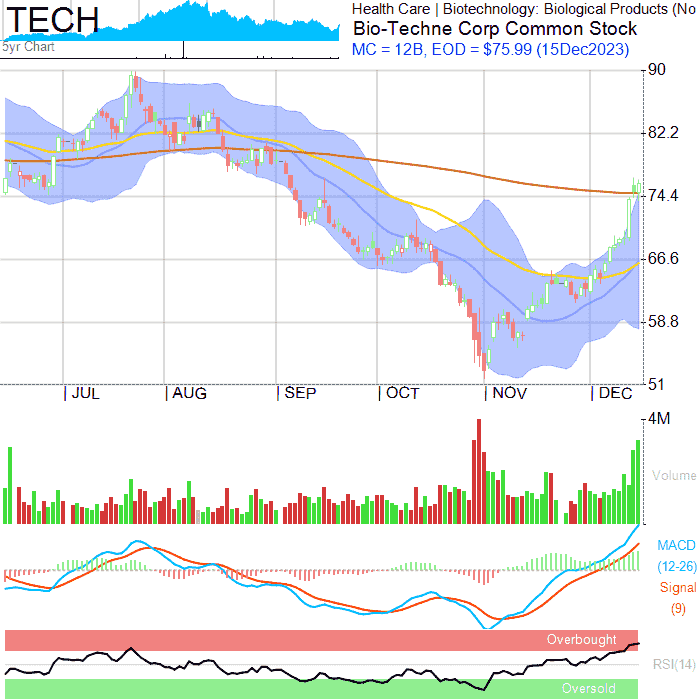 TECH
5yr Chart
Health Care | Biotechnology: Biological Products (No
Bio-Techne Corp Common Stock
MC = 12B, EOD = $75.99 (15Dec2023)
90
82.2
74.4
66.6
58.8
51
JUL AUG SEP OCT NOV DEC
4M
Volume
MACD
(12-26)
Signal
(9)
Overbought
RSI(14)
Oversold